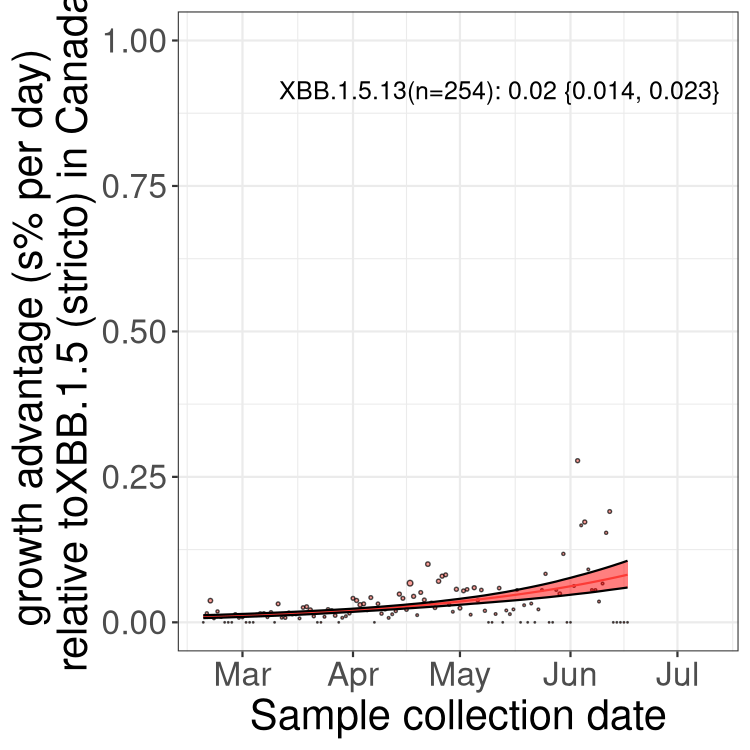 growth advantage (s% per day)
relative toXBB.1.5 (stricto) in Canada
1.00
0.75
0.50
0.25
0.00
XBB.1.5.13(n=254): 0.02 {0.014, 0.023}
Mar Apr May Jun Jul
Sample collection date